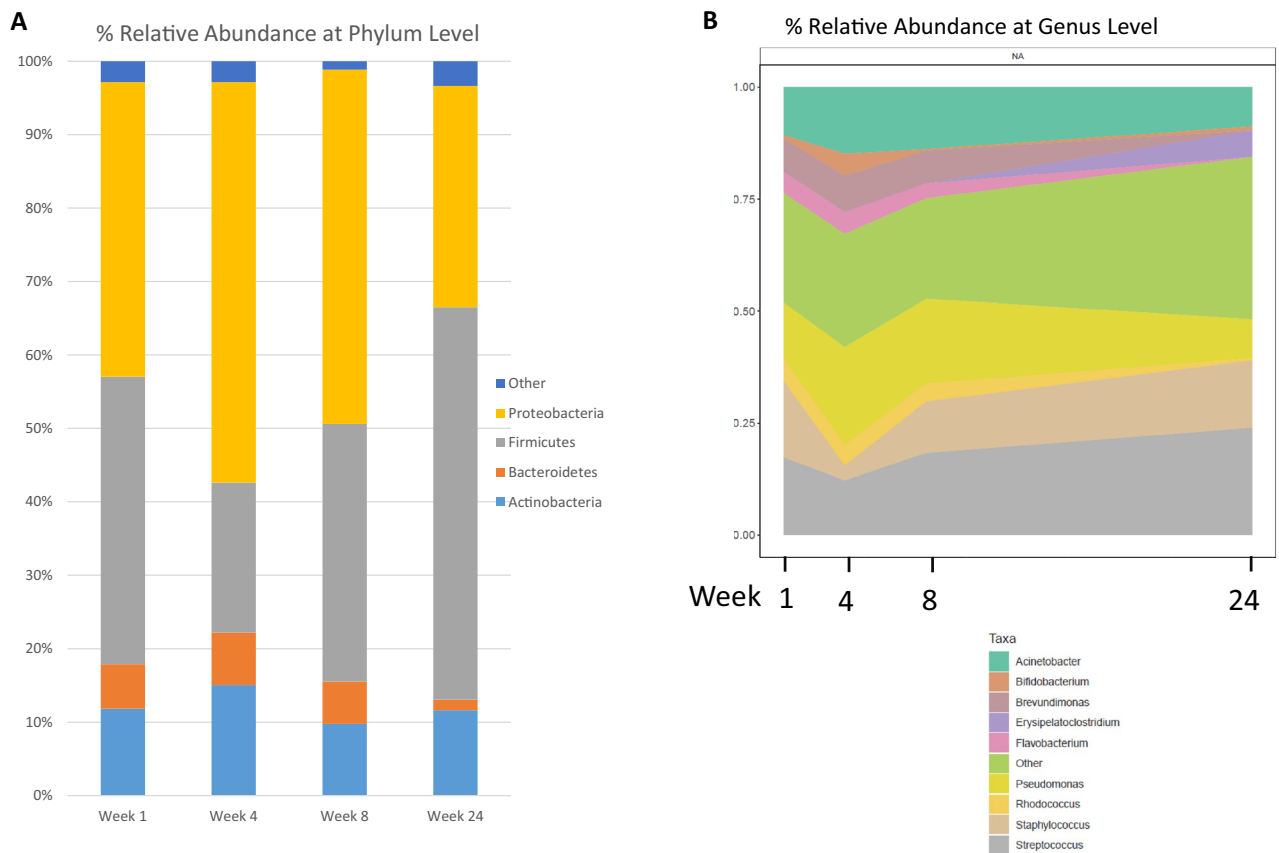 A
% Relative Abundance at Phylum Level
100%
90%
80%
70%
60%
50%
40%
30%
20%
10%
0%
Week 1
Week 4
Week 8
Week 24
Other
Proteobacteria
Firmicutes
Bacteroidetes
Actinobacteria
B
% Relative Abundance at Genus Level
NA
1.00
0.75
0.50
0.25
0.00
Week 1 4 8 24
Taxa
Acinetobacter
Bifidobacterium
Brevundimonas
Erysipelatoclostridium
Flavobacterium
Other
Pseudomonas
Rhodococcus
Staphylococcus
Streptococcus